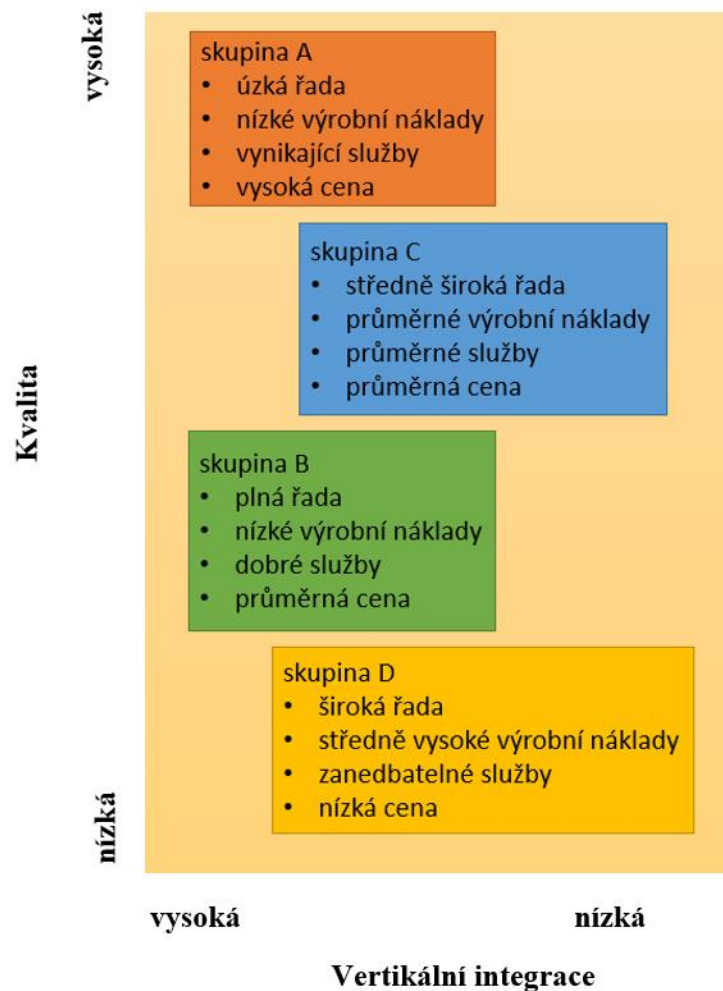 vysoká
skupina A
• úzká řada
• nízké výrobní náklady
• vynikající služby
• vysoká cena
skupina C
• středně široká řada
• průměrné výrobní náklady
• průměrné služby
• průměrná cena
Kvalita
skupina B
• plná řada
• nízké výrobní náklady
• dobré služby
• průměrná cena
skupina D
• široká řada
• středně vysoké výrobní náklady
• zanedbatelné služby
• nízká cena
nízká
vysoká
nízká
Vertikální integrace